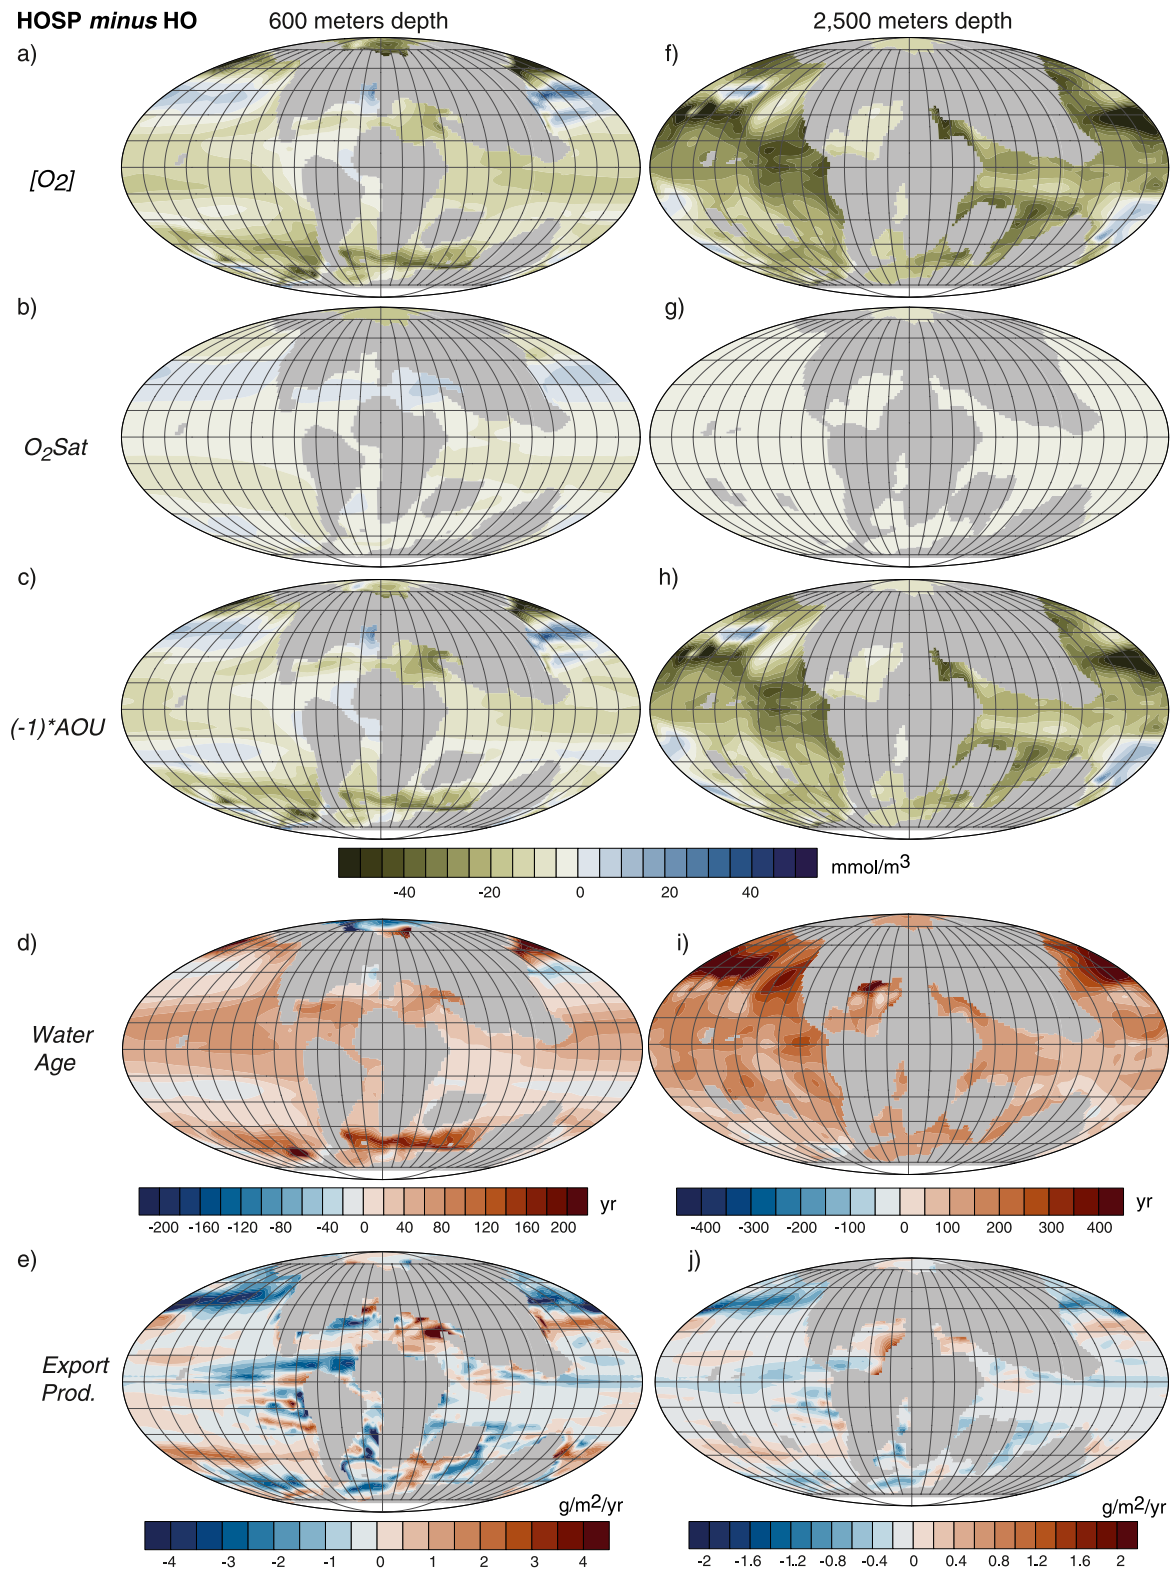 HOSP minus HO
600 meters depth
2,500 meters depth
a)
f)
[O2]
b)
g)
O2Sat
c)
h)
(-1)*AOU
-40 -20 0 20 40
mmol/m3
d)
i)
Water
Age
-200 -160 -120 -80 -40 0 40 80 120 160 200
yr
-400 -300 -200 -100 0 100 200 300 400
yr
e)
j)
Export
Prod.
g/m2/yr
-4 -3 -2 -1 0 1 2 3 4
g/m2/yr
-2 -1.6 -1.2 -0.8 -0.4 0 0.4 0.8 1.2 1.6 2